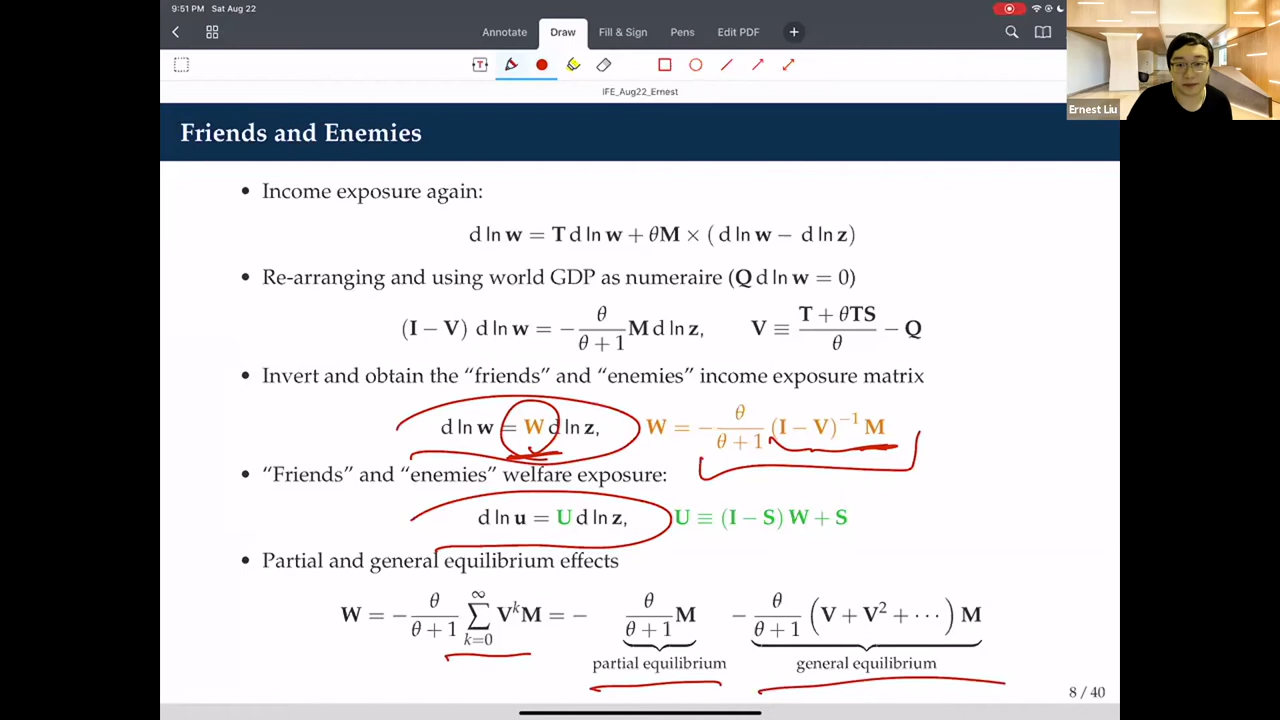 9:51 PM Sat Aug 22
Annotate Draw Fill & Sign Pens Edit PDF
IFE_Aug22_Ernest
Ernest Liu
Friends and Enemies
• Income exposure again:
d ln w = T d ln w + θM × ( d ln w − d ln z)
• Re-arranging and using world GDP as numeraire (Q d ln w = 0)
(I − V) d ln w = − θ/(θ + 1) M d ln z, V ≡ (T + θTS)/θ − Q
• Invert and obtain the “friends” and “enemies” income exposure matrix
d ln w = W d ln z, W = − θ/(θ + 1) (I − V)⁻¹ M
• “Friends” and “enemies” welfare exposure:
d ln u = U d ln z, U ≡ (I − S) W + S
• Partial and general equilibrium effects
W = − θ/(θ + 1) ∑_{k=0}^{∞} VᵏM = − θ/(θ + 1) M − θ/(θ + 1) (V + V² + ···) M
partial equilibrium general equilibrium
8 / 40